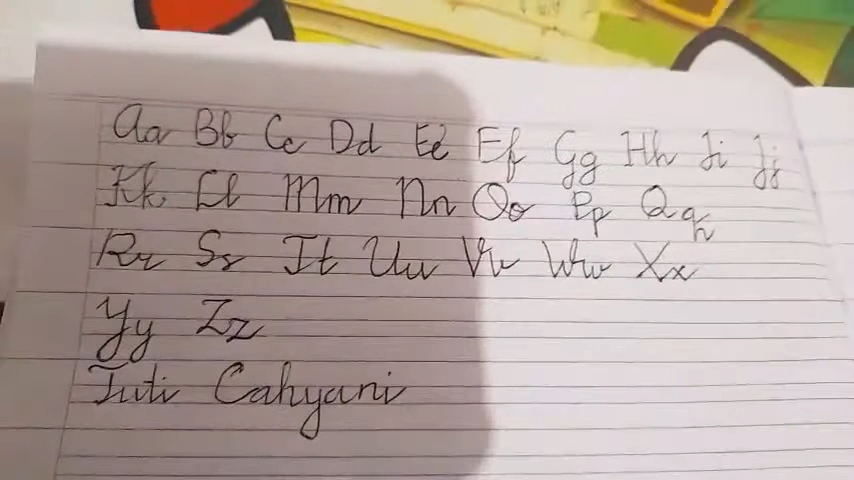 Aa Bb Cc Dd Ee Ff Gg Hh Ii Jj
Kk Ll Mm Nn Oo Pp Qq
Rr Ss Tt Uu Vv Ww Xx
Yy Zz
Tuti Cahyani